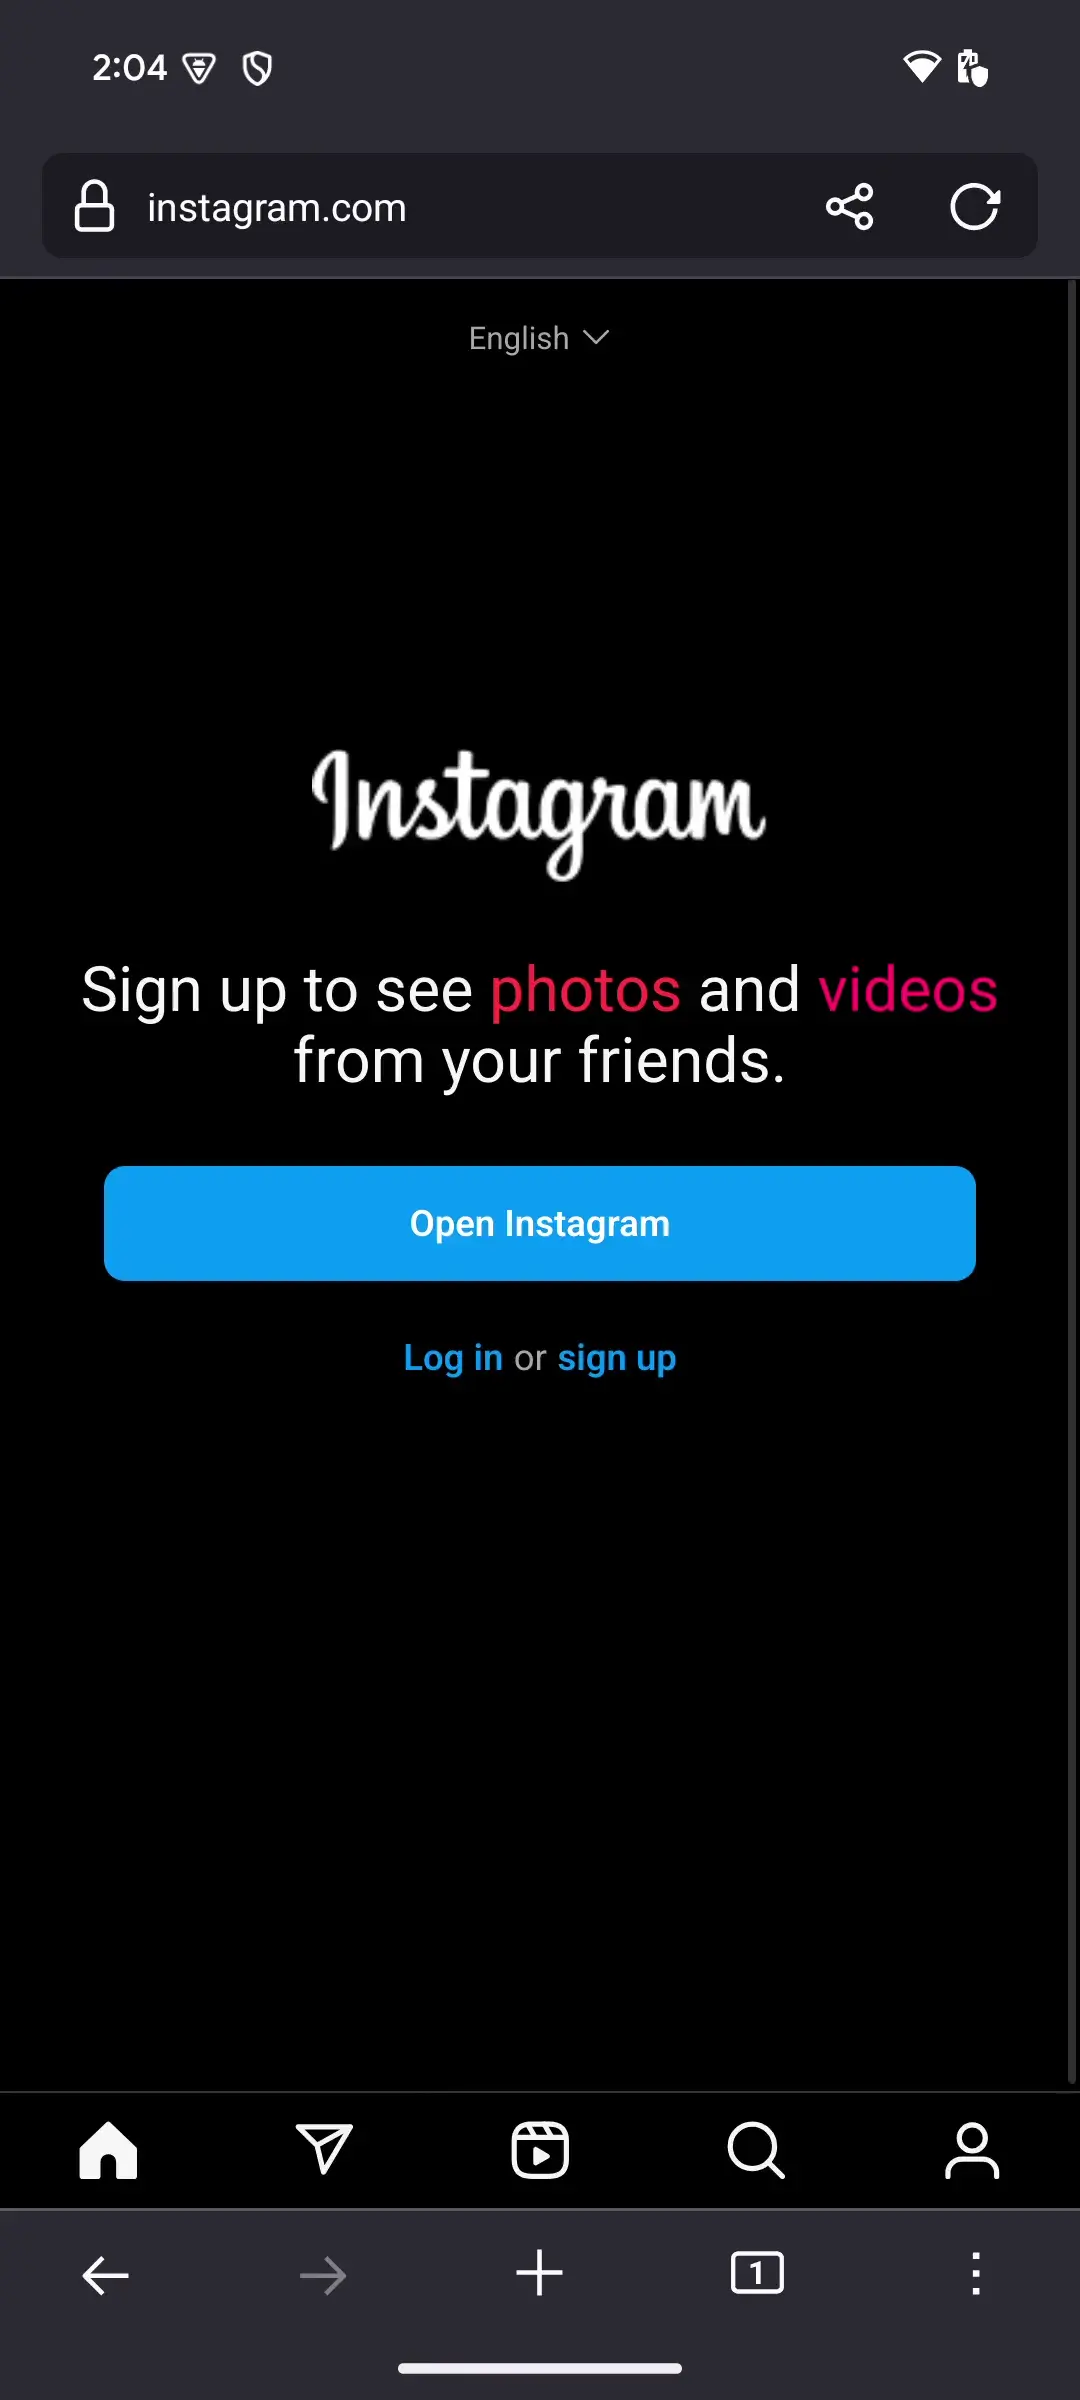 2:04
instagram.com
English
Instagram
Sign up to see photos and videos
from your friends.
Open Instagram
Log in or sign up
1